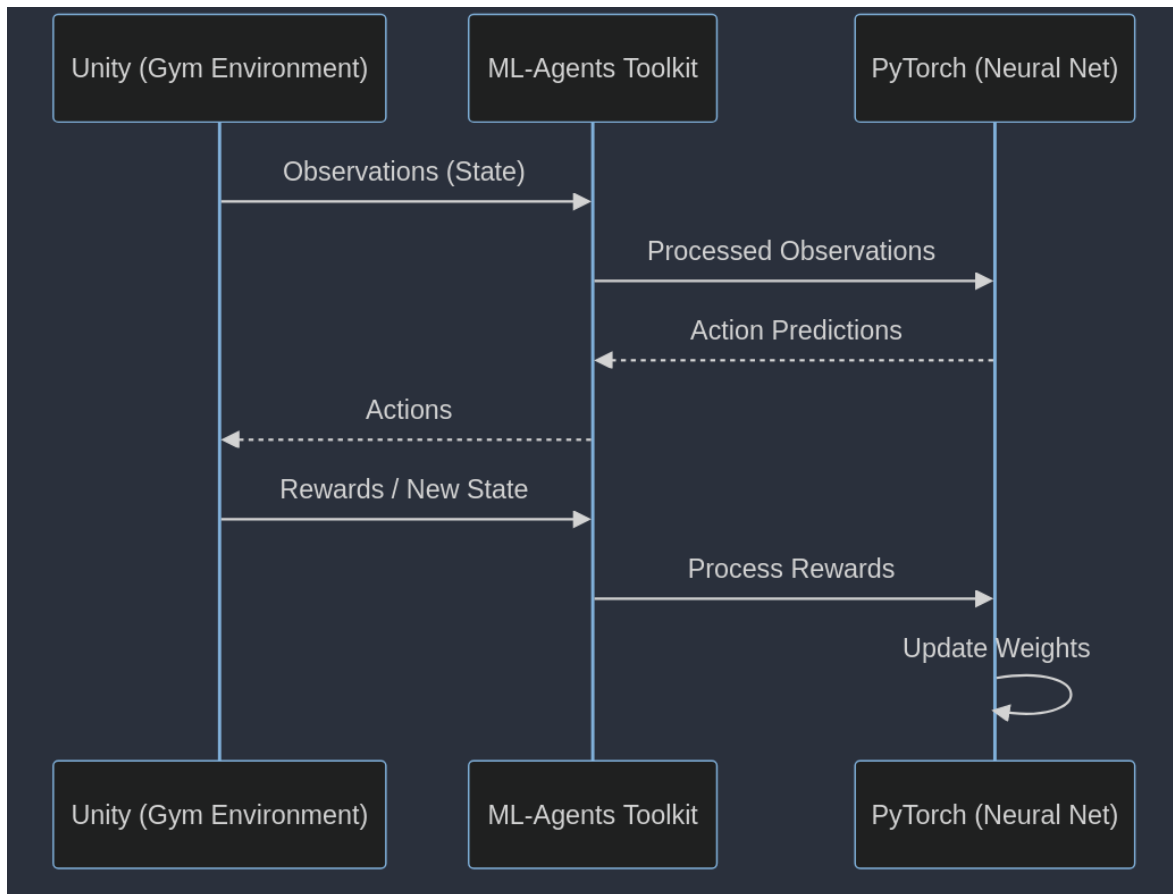 Unity (Gym Environment)
ML-Agents Toolkit
PyTorch (Neural Net)
Observations (State)
Processed Observations
Action Predictions
Actions
Rewards / New State
Process Rewards
Update Weights
Unity (Gym Environment)
ML-Agents Toolkit
PyTorch (Neural Net)